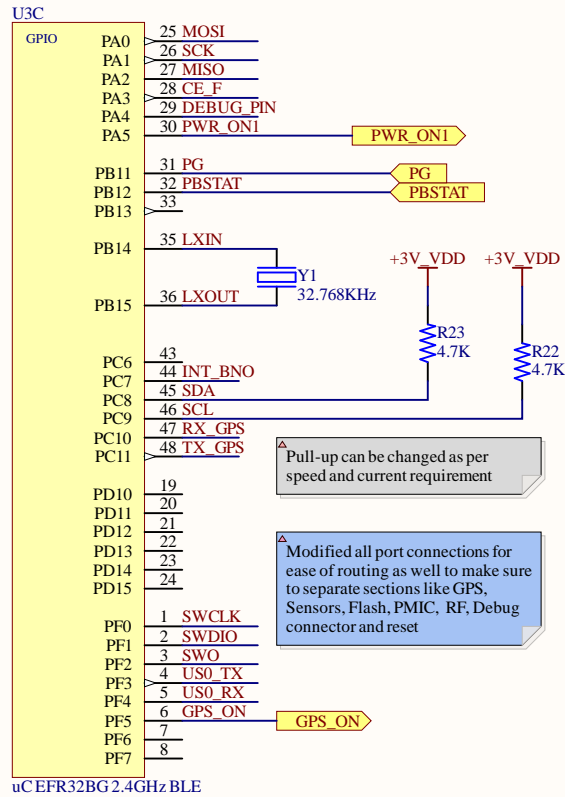 U3C
GPIO
PA0 25 MOSI
PA1 26 SCK
PA2 27 MISO
PA3 28 CE_F
PA4 29 DEBUG_PIN
PA5 30 PWR_ON1 PWR_ON1
PB11 31 PG PG
PB12 32 PBSTAT PBSTAT
PB13 33
PB14 35 LXIN
Y1
32.768KHz
PB15 36 LXOUT
+3V_VDD +3V_VDD
R23
4.7K
R22
4.7K
PC6 43
PC7 44 INT_BNO
PC8 45 SDA
PC9 46 SCL
PC10 47 RX_GPS
PC11 48 TX_GPS
Pull-up can be changed as per
speed and current requirement
PD10 19
PD11 20
PD12 21
PD13 22
PD14 23
PD15 24
Modified all port connections for
ease of routing as well to make sure
to separate sections like GPS,
Sensors, Flash, PMIC, RF, Debug
connector and reset
PF0 1 SWCLK
PF1 2 SWDIO
PF2 3 SWO
PF3 4 US0_TX
PF4 5 US0_RX
PF5 6 GPS_ON GPS_ON
PF6 7
PF7 8
uC EFR32BG 2.4GHz BLE